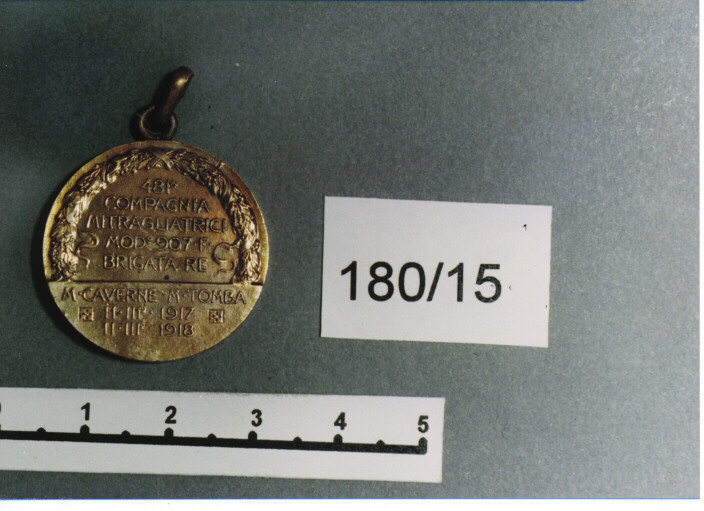 481ª
COMPAGNIA
MITRAGLIATRICI
MODº 907·F·
BRIGATA RE
M·CAVERNE·M·TOMBA
11·III· 1917
11·III· 1918
180/15
1 2 3 4 5